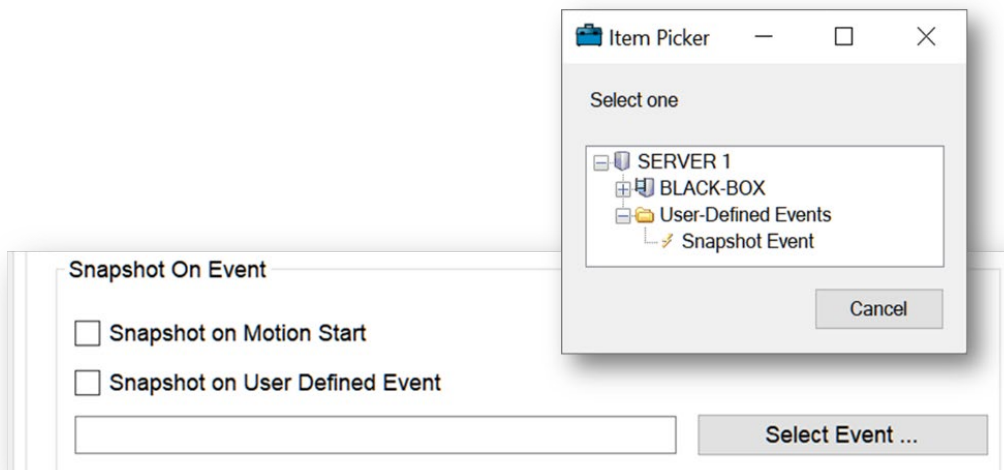 Item Picker
Select one
SERVER 1
BLACK-BOX
User-Defined Events
Snapshot Event
Cancel
Snapshot On Event
Snapshot on Motion Start
Snapshot on User Defined Event
Select Event ...